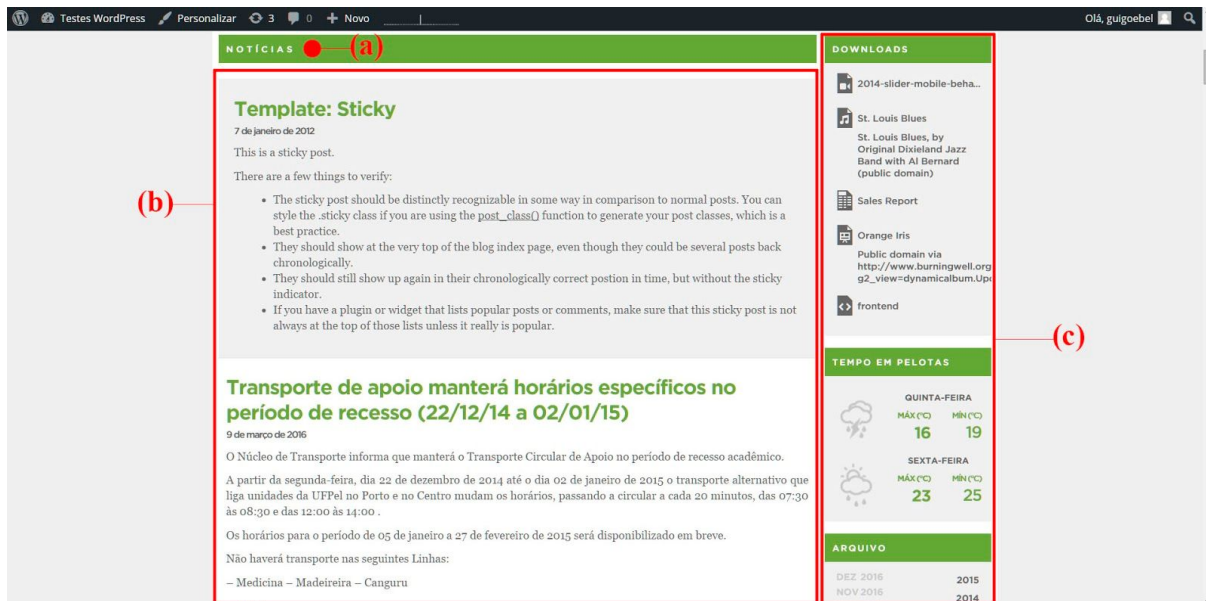 Testes WordPress Personalizar 3 0 + Novo Olá, guigoebel
NOTÍCIAS (a)
(b)
Template: Sticky
7 de janeiro de 2012
This is a sticky post.
There are a few things to verify:
• The sticky post should be distinctly recognizable in some way in comparison to normal posts. You can
style the .sticky class if you are using the post_class() function to generate your post classes, which is a
best practice.
• They should show at the very top of the blog index page, even though they could be several posts back
chronologically.
• They should still show up again in their chronologically correct postion in time, but without the sticky
indicator.
• If you have a plugin or widget that lists popular posts or comments, make sure that this sticky post is not
always at the top of those lists unless it really is popular.
Transporte de apoio manterá horários específicos no
período de recesso (22/12/14 a 02/01/15)
9 de março de 2016
O Núcleo de Transporte informa que manterá o Transporte Circular de Apoio no período de recesso acadêmico.
A partir da segunda-feira, dia 22 de dezembro de 2014 até o dia 02 de janeiro de 2015 o transporte alternativo que
liga unidades da UFPel no Porto e no Centro mudam os horários, passando a circular a cada 20 minutos, das 07:30
às 08:30 e das 12:00 às 14:00 .
Os horários para o período de 05 de janeiro a 27 de fevereiro de 2015 será disponibilizado em breve.
Não haverá transporte nas seguintes Linhas:
– Medicina – Madeireira – Canguru
DOWNLOADS
2014-slider-mobile-beha...
St. Louis Blues
St. Louis Blues, by
Original Dixieland Jazz
Band with Al Bernard
(public domain)
Sales Report
Orange Iris
Public domain via
http://www.burningwell.org
g2_view=dynamicalbum.Upd
frontend
(c)
TEMPO EM PELOTAS
QUINTA-FEIRA
MÁX (°C) MÍN (°C)
16 19
SEXTA-FEIRA
MÁX (°C) MÍN (°C)
23 25
ARQUIVO
DEZ 2016 2015
NOV 2016 2014